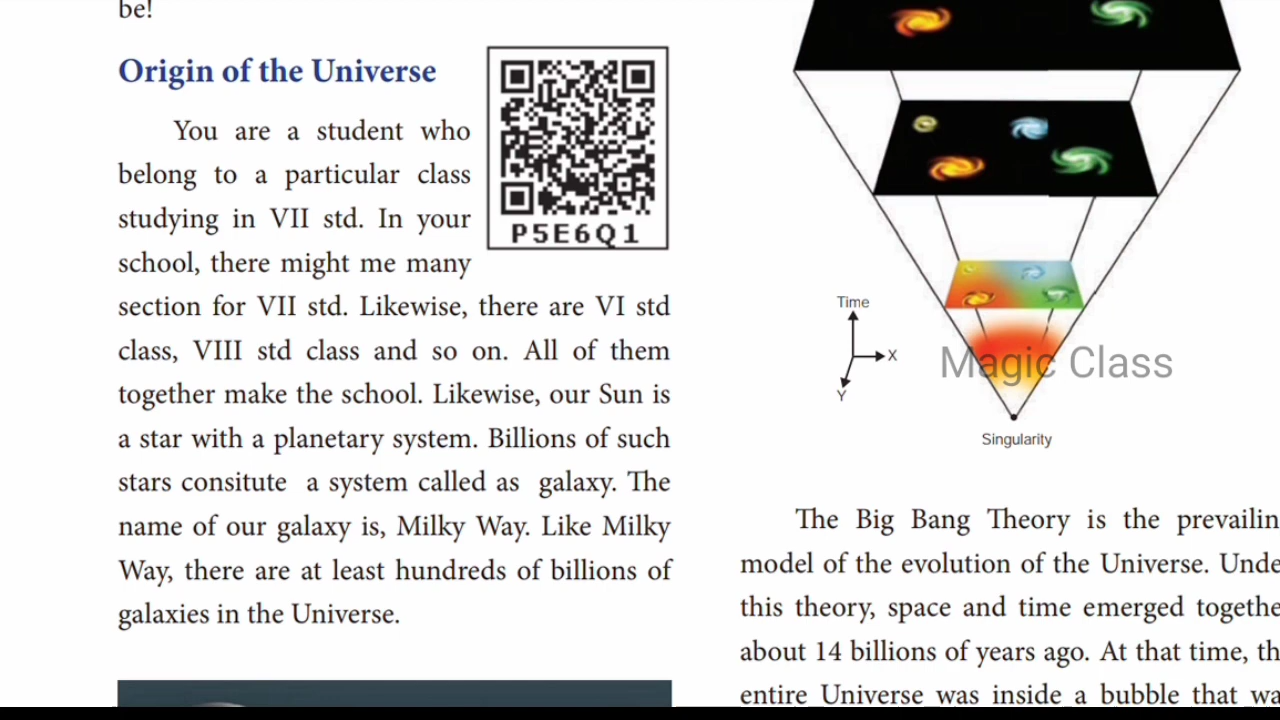 be!
Origin of the Universe
You are a student who
belong to a particular class
studying in VII std. In your
school, there might me many
section for VII std. Likewise, there are VI std
class, VIII std class and so on. All of them
together make the school. Likewise, our Sun is
a star with a planetary system. Billions of such
stars consitute a system called as galaxy. The
name of our galaxy is, Milky Way. Like Milky
Way, there are at least hundreds of billions of
galaxies in the Universe.
P5E6Q1
Time
X
Y
Magic Class
Singularity
The Big Bang Theory is the prevailin
model of the evolution of the Universe. Unde
this theory, space and time emerged togethe
about 14 billions of years ago. At that time, th
entire Universe was inside a bubble that wa